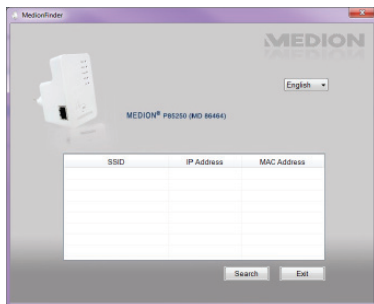 MedionFinder
MEDION
English
MEDION® P85250 (MD 86464)
SSID IP Address MAC Address
Search Exit